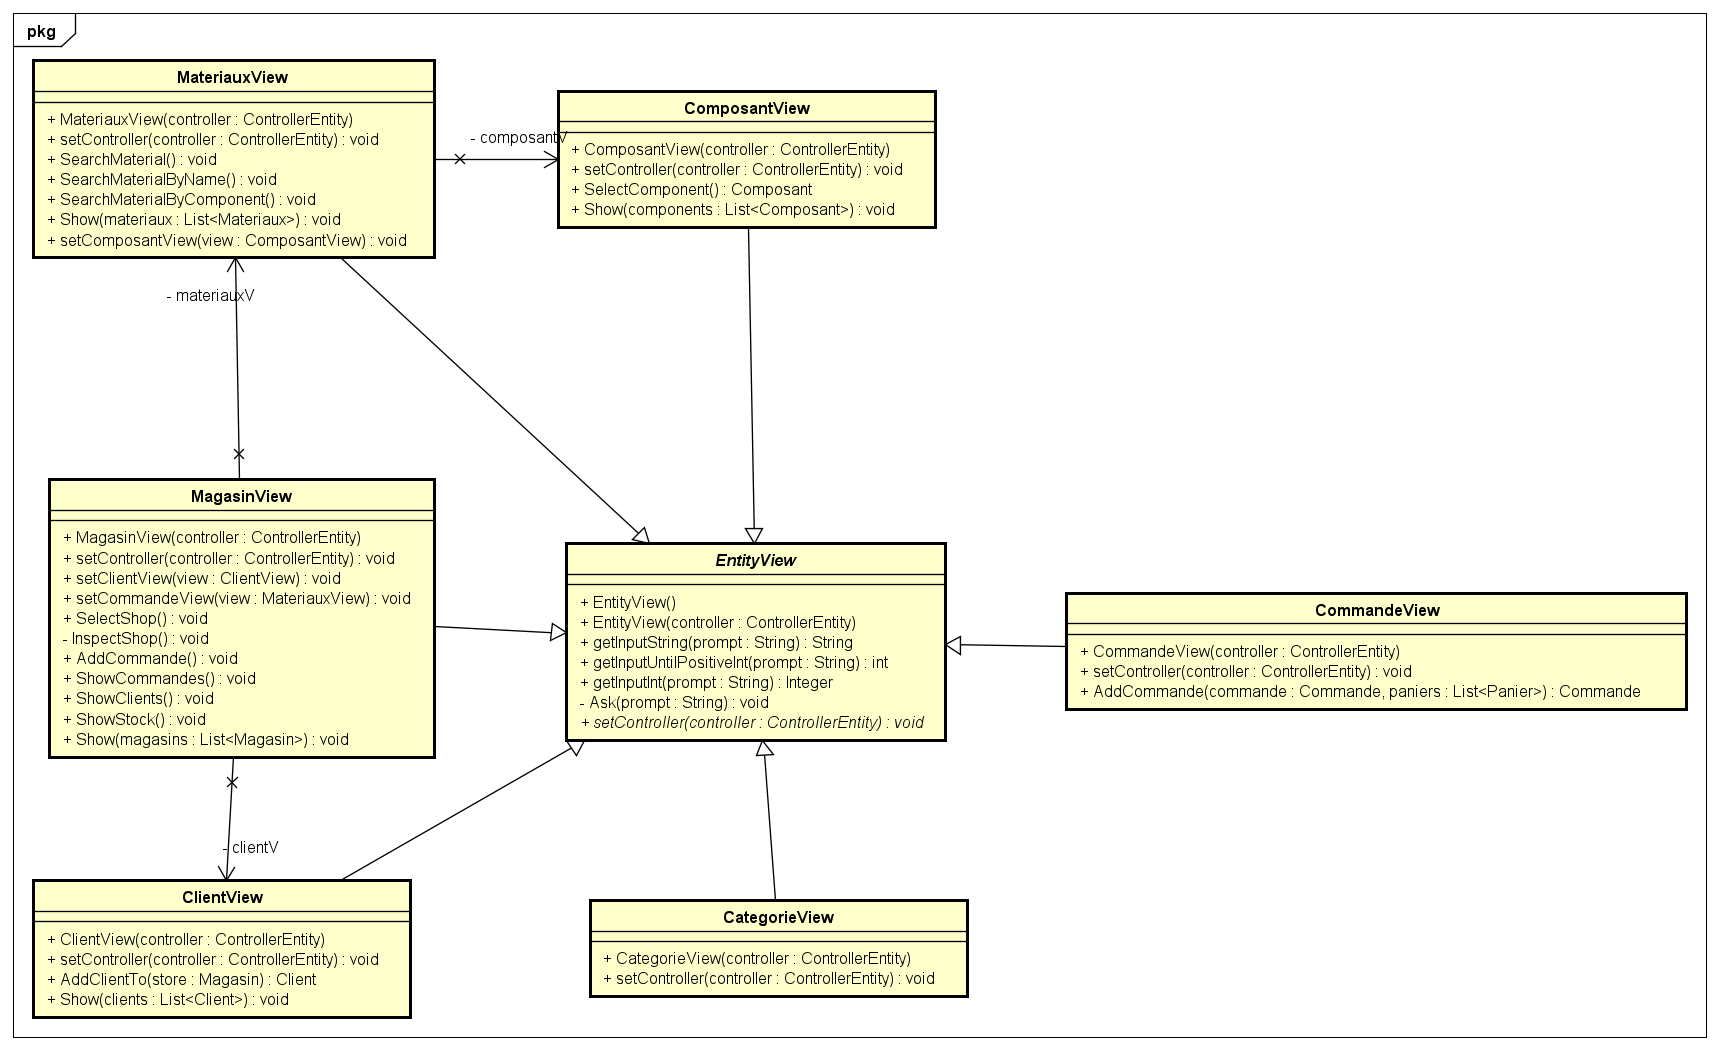 pkg
MateriauxView
+ MateriauxView(controller : ControllerEntity)
+ setController(controller : ControllerEntity) : void
+ SearchMaterial() : void
+ SearchMaterialByName() : void
+ SearchMaterialByComponent() : void
+ Show(materiaux : List<Materiaux>) : void
+ setComposantView(view : ComposantView) : void
- composantV
ComposantView
+ ComposantView(controller : ControllerEntity)
+ setController(controller : ControllerEntity) : void
+ SelectComponent() : Composant
+ Show(components : List<Composant>) : void
- materiauxV
MagasinView
+ MagasinView(controller : ControllerEntity)
+ setController(controller : ControllerEntity) : void
+ setClientView(view : ClientView) : void
+ setCommandeView(view : MateriauxView) : void
+ SelectShop() : void
- InspectShop() : void
+ AddCommande() : void
+ ShowCommandes() : void
+ ShowClients() : void
+ ShowStock() : void
+ Show(magasins : List<Magasin>) : void
EntityView
+ EntityView()
+ EntityView(controller : ControllerEntity)
+ getInputString(prompt : String) : String
+ getInputUntilPositiveInt(prompt : String) : int
+ getInputInt(prompt : String) : Integer
- Ask(prompt : String) : void
+ setController(controller : ControllerEntity) : void
CommandeView
+ CommandeView(controller : ControllerEntity)
+ setController(controller : ControllerEntity) : void
+ AddCommande(commande : Commande, paniers : List<Panier>) : Commande
- clientV
ClientView
+ ClientView(controller : ControllerEntity)
+ setController(controller : ControllerEntity) : void
+ AddClientTo(store : Magasin) : Client
+ Show(clients : List<Client>) : void
CategorieView
+ CategorieView(controller : ControllerEntity)
+ setController(controller : ControllerEntity) : void